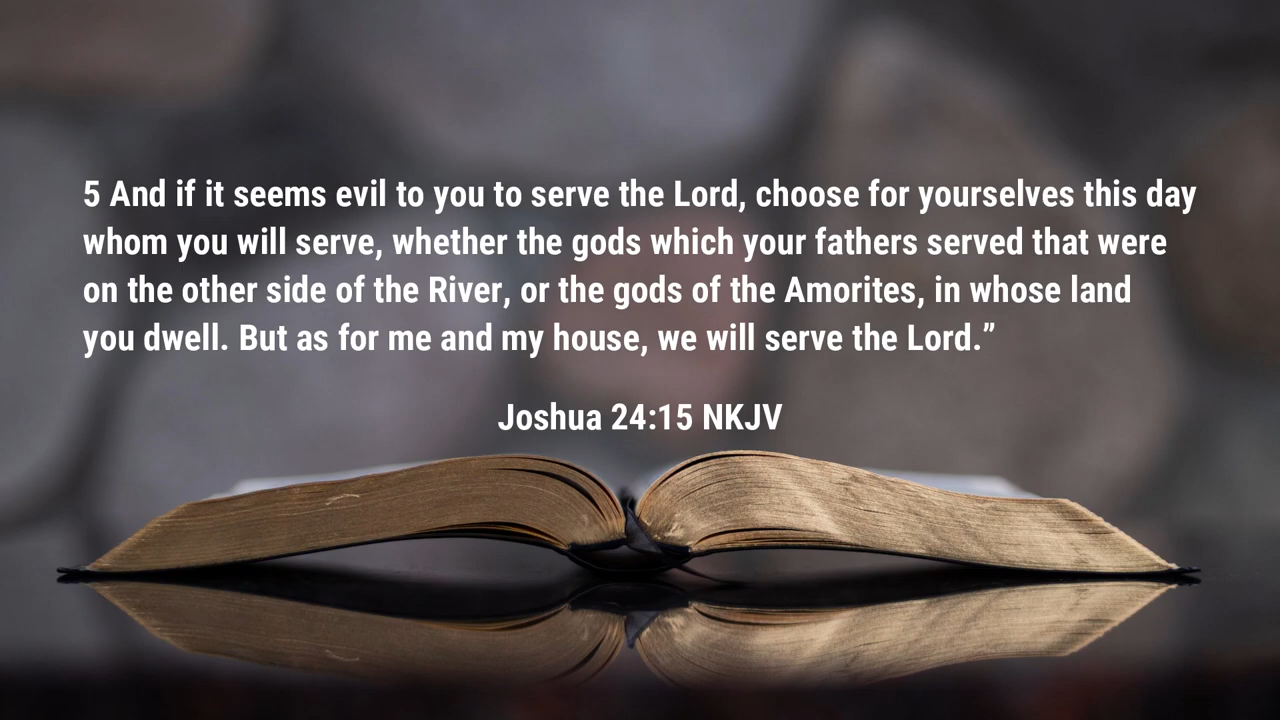 5 And if it seems evil to you to serve the Lord, choose for yourselves this day
whom you will serve, whether the gods which your fathers served that were
on the other side of the River, or the gods of the Amorites, in whose land
you dwell. But as for me and my house, we will serve the Lord.”
Joshua 24:15 NKJV